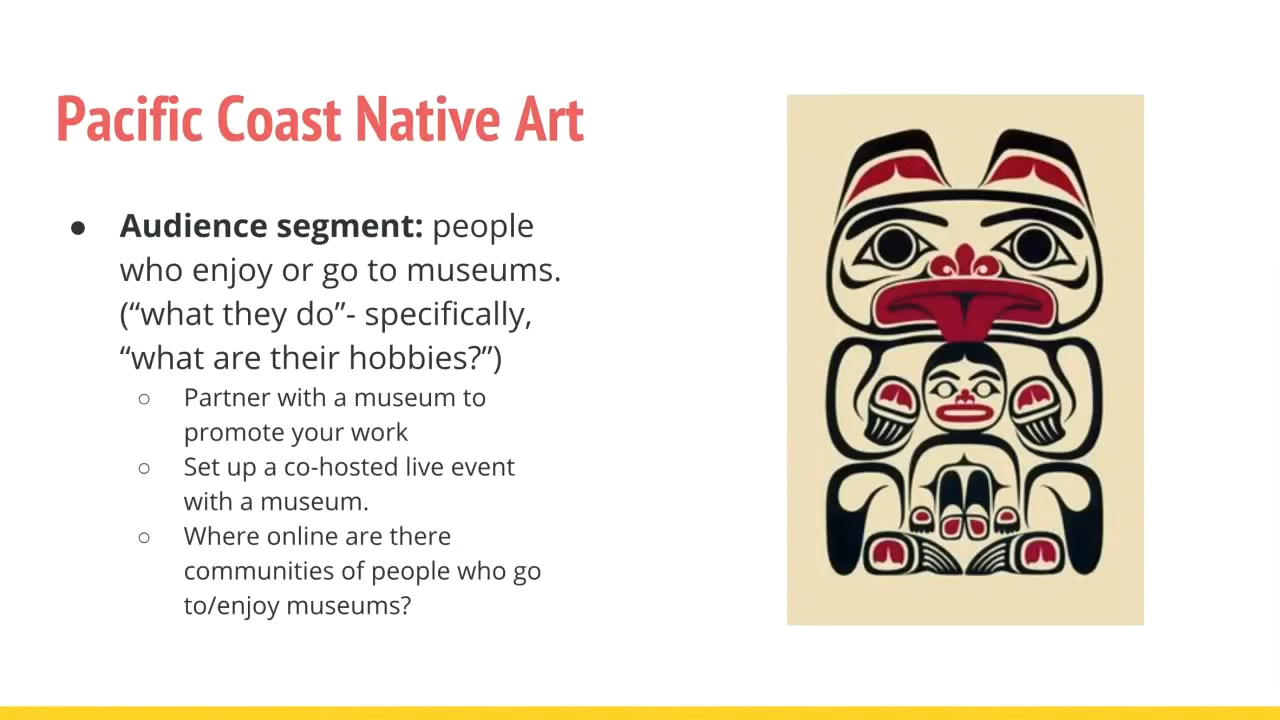 Pacific Coast Native Art
● Audience segment: people
who enjoy or go to museums.
(“what they do”- specifically,
“what are their hobbies?”)
○ Partner with a museum to
promote your work
○ Set up a co-hosted live event
with a museum.
○ Where online are there
communities of people who go
to/enjoy museums?